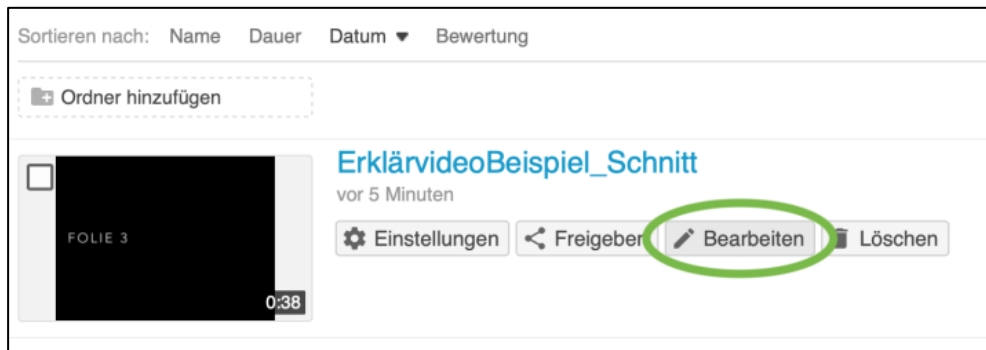 Sortieren nach: Name Dauer Datum Bewertung
Ordner hinzufügen
ErklärvideoBeispiel_Schnitt
vor 5 Minuten
FOLIE 3
Einstellungen Freigeben Bearbeiten Löschen
0:38